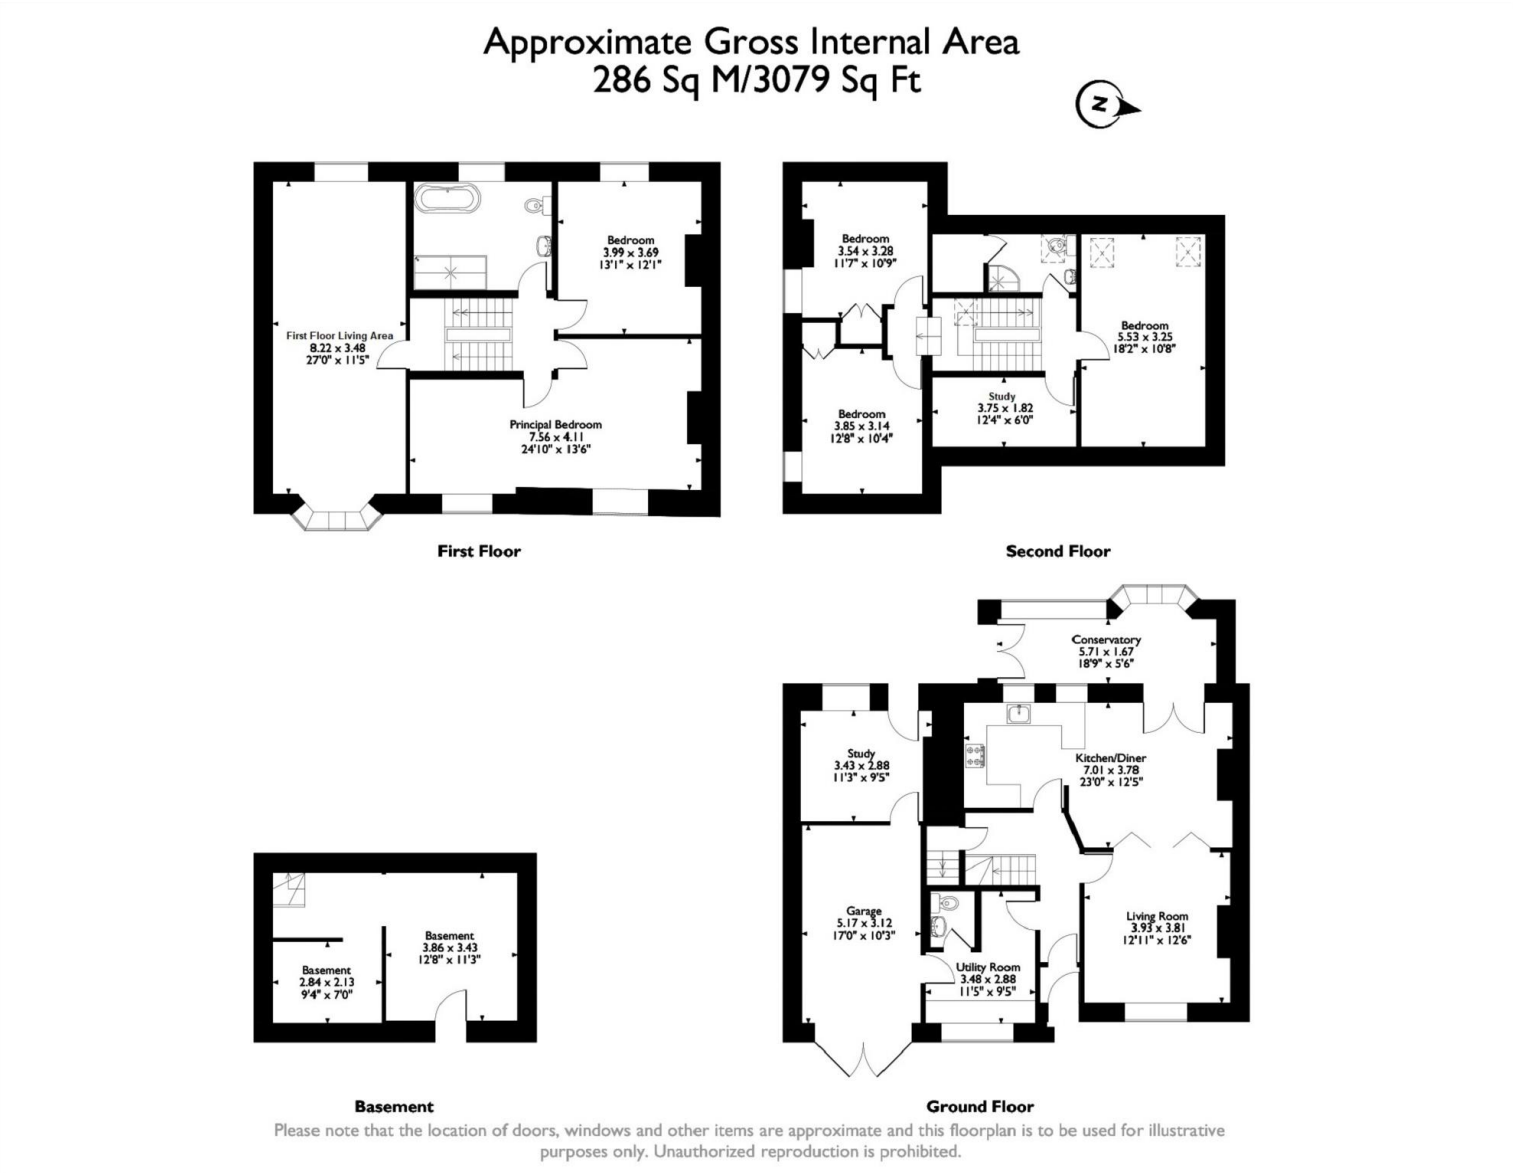 Approximate Gross Internal Area
286 Sq M/3079 Sq Ft
N
Bedroom
3.99 x 3.69
13'1" x 12'1"
First Floor Living Area
8.22 x 3.48
27'0" x 11'5"
Principal Bedroom
7.56 x 4.11
24'10" x 13'6"
First Floor
Bedroom
3.54 x 3.28
11'7" x 10'9"
Bedroom
5.53 x 3.25
18'2" x 10'8"
Study
3.75 x 1.82
12'4" x 6'0"
Bedroom
3.85 x 3.14
12'8" x 10'4"
Second Floor
Conservatory
5.71 x 1.67
18'9" x 5'6"
Study
3.43 x 2.88
11'3" x 9'5"
Kitchen/Diner
7.01 x 3.78
23'0" x 12'5"
Garage
5.17 x 3.12
17'0" x 10'3"
Living Room
3.93 x 3.81
12'11" x 12'6"
Utility Room
3.48 x 2.88
11'5" x 9'5"
Basement
3.86 x 3.43
12'8" x 11'3"
Basement
2.84 x 2.13
9'4" x 7'0"
Basement
Ground Floor
Please note that the location of doors, windows and other items are approximate and this floorplan is to be used for illustrative
purposes only. Unauthorized reproduction is prohibited.